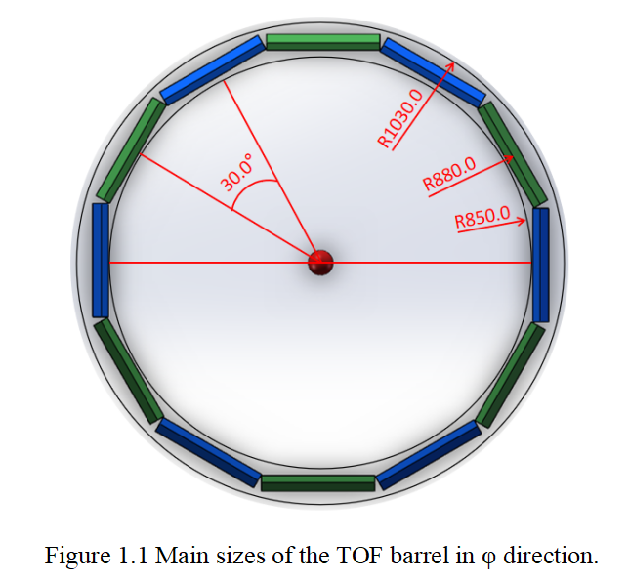 R1030.0
30.0°
R880.0
R850.0
Figure 1.1 Main sizes of the TOF barrel in φ direction.